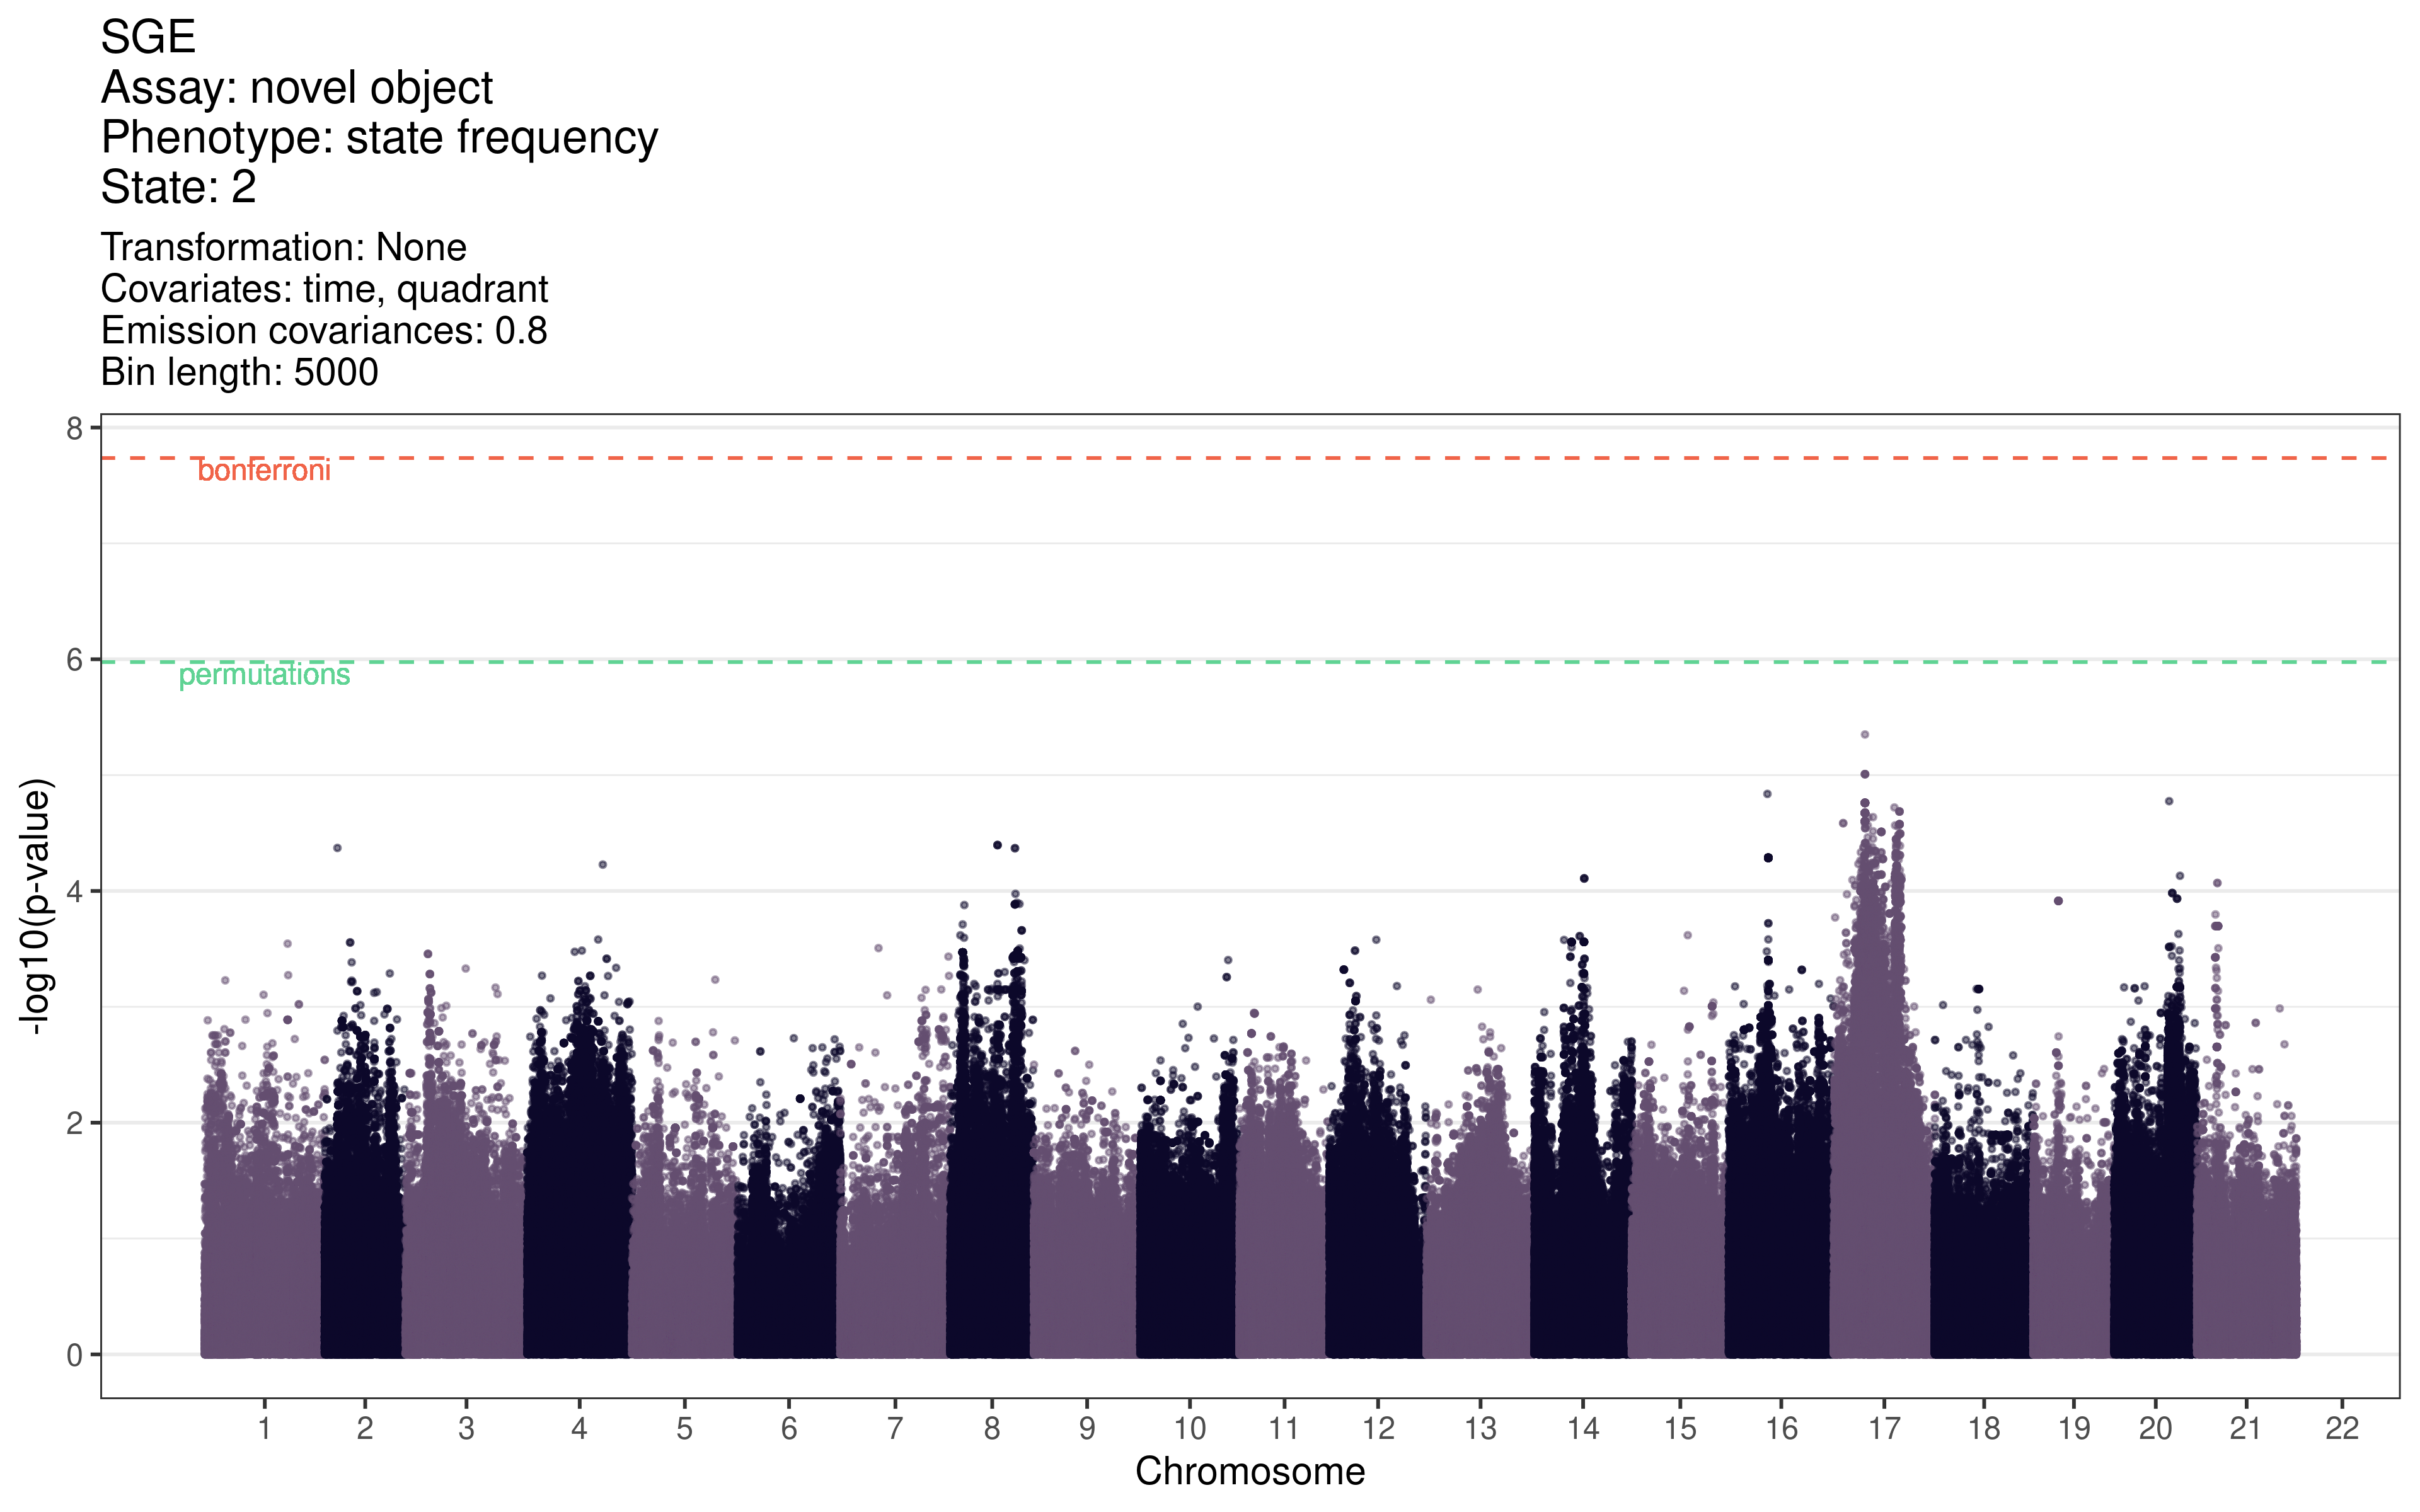 SGE
Assay: novel object
Phenotype: state frequency
State: 2
Transformation: None
Covariates: time, quadrant
Emission covariances: 0.8
Bin length: 5000
8
bonferroni
6
permutations
4
2
0
-log10(p-value)
1 2 3 4 5 6 7 8 9 10 11 12 13 14 15 16 17 18 19 20 21 22
Chromosome